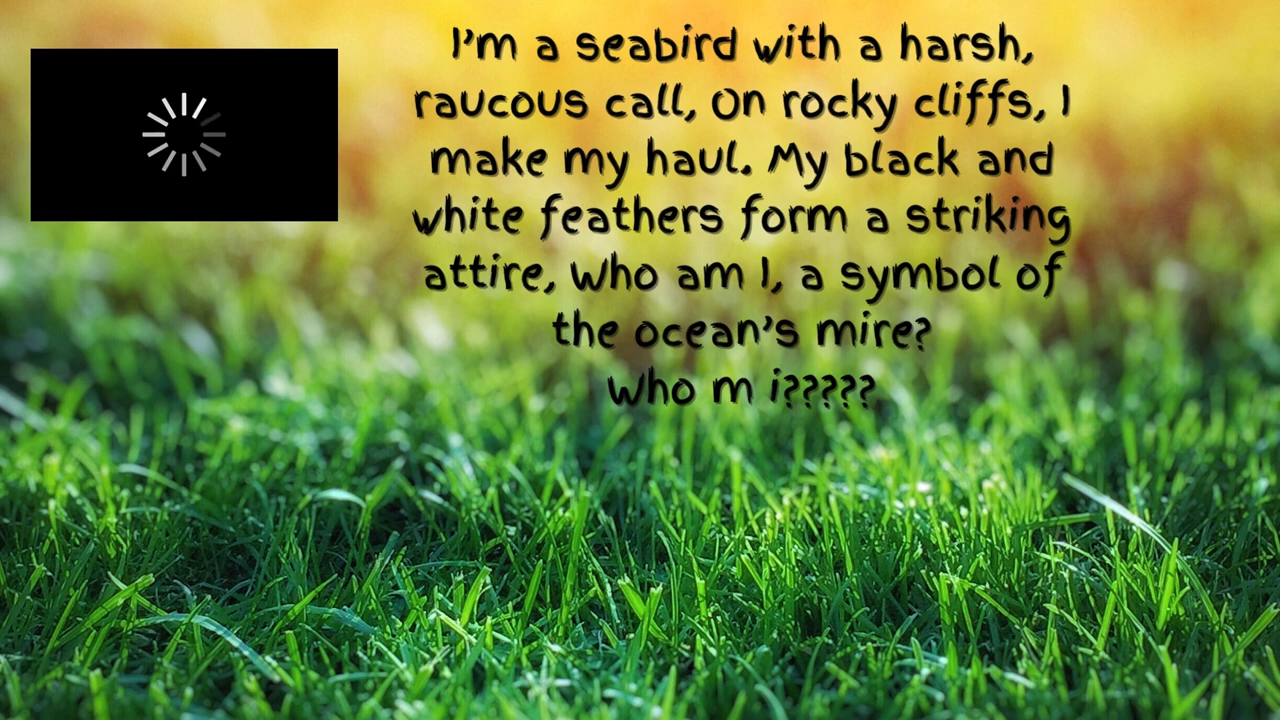 I'm a seabird with a harsh,
raucous call, On rocky cliffs, I
make my haul. My black and
white feathers form a striking
attire, Who am I, a symbol of
the ocean's mire?
Who m i?????